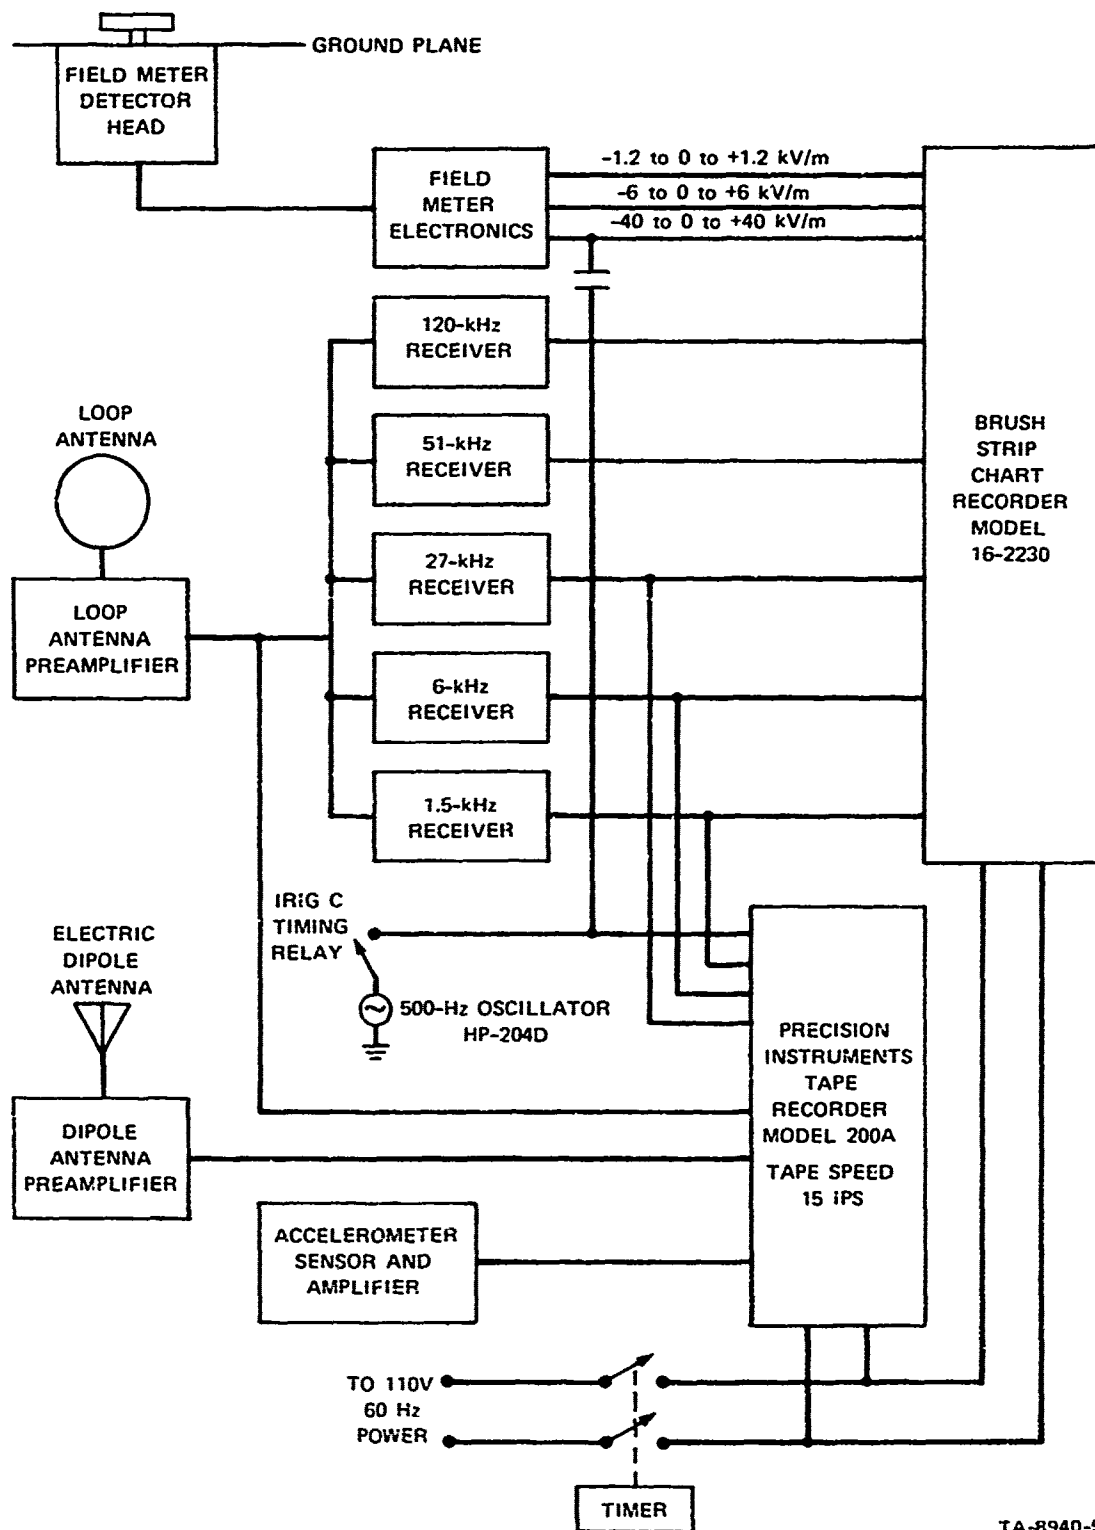 GROUND PLANE
FIELD METER
DETECTOR
HEAD
FIELD
METER
ELECTRONICS
-1.2 to 0 to +1.2 kV/m
-6 to 0 to +6 kV/m
-40 to 0 to +40 kV/m
120-kHz
RECEIVER
LOOP
ANTENNA
51-kHz
RECEIVER
BRUSH
STRIP
CHART
RECORDER
MODEL
16-2230
27-kHz
RECEIVER
LOOP
ANTENNA
PREAMPLIFIER
6-kHz
RECEIVER
1.5-kHz
RECEIVER
IRIG C
TIMING
RELAY
ELECTRIC
DIPOLE
ANTENNA
500-Hz OSCILLATOR
HP-204D
PRECISION
INSTRUMENTS
TAPE
RECORDER
MODEL 200A
TAPE SPEED
15 IPS
DIPOLE
ANTENNA
PREAMPLIFIER
ACCELEROMETER
SENSOR AND
AMPLIFIER
TO 110V
60 Hz
POWER
TIMER